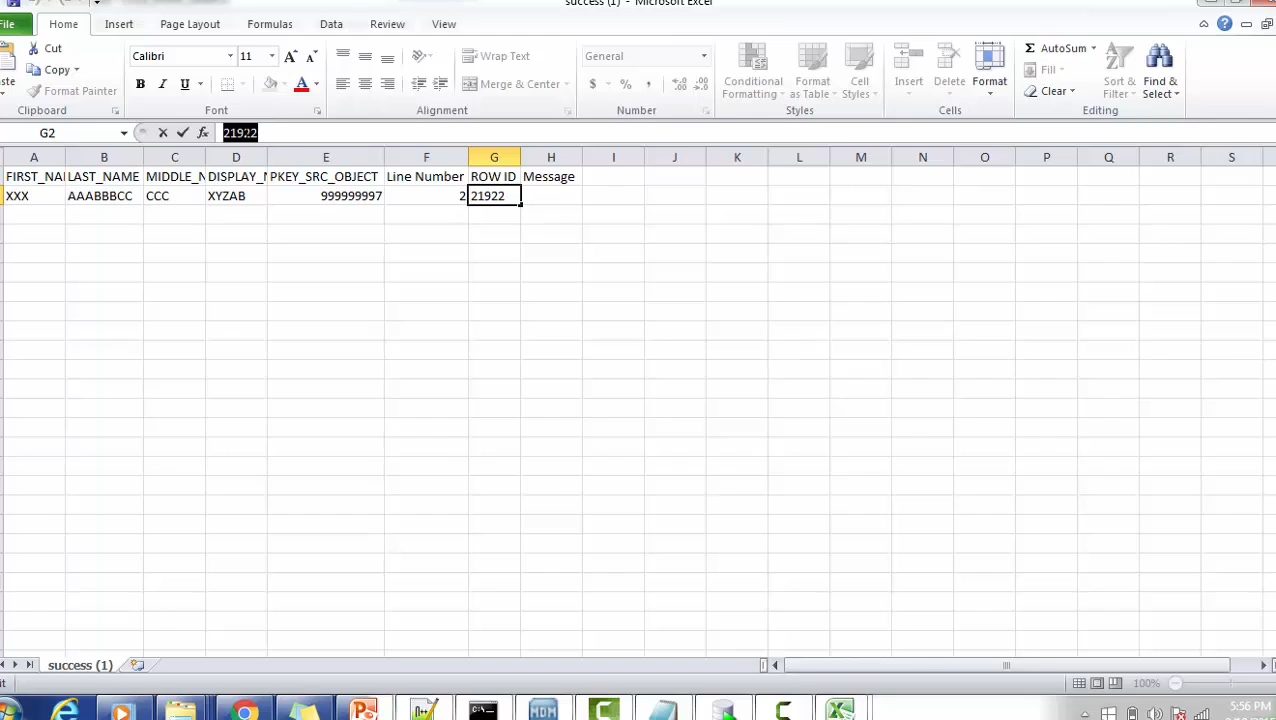 success (1) - Microsoft Excel
File Home Insert Page Layout Formulas Data Review View
Cut
Copy
Format Painter
Clipboard
Calibri 11 A A
B I U A
Font
Wrap Text
Merge & Center
Alignment
General
$ % ,
Number
Conditional Formatting
Format as Table
Cell Styles
Styles
Insert Delete Format
Cells
AutoSum
Fill
Clear
Sort & Filter
Find & Select
Editing
G2 fx 21922
A B C D E F G H I J K L M N O P Q R S
FIRST_NA LAST_NAME MIDDLE_N DISPLAY_N PKEY_SRC_OBJECT Line Number ROW ID Message
XXX AAABBBCC CCC XYZAB 999999997 2 21922
success (1)
100%
MDM
5:56 PM